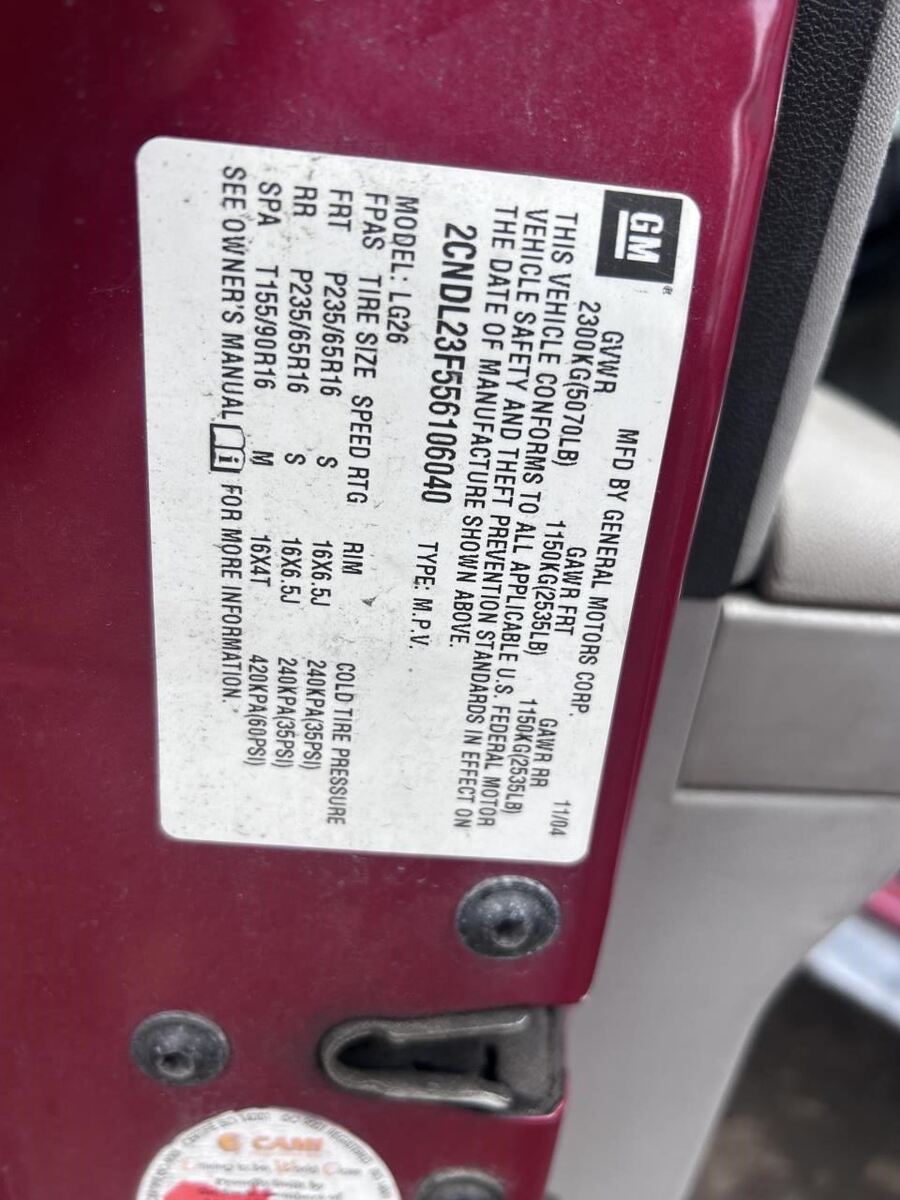 GM
MFD BY GENERAL MOTORS CORP. 11/04
GVWR GAWR FRT GAWR RR
2300KG(5070LB) 1150KG(2535LB) 1150KG(2535LB)
THIS VEHICLE CONFORMS TO ALL APPLICABLE U.S. FEDERAL MOTOR
VEHICLE SAFETY AND THEFT PREVENTION STANDARDS IN EFFECT ON
THE DATE OF MANUFACTURE SHOWN ABOVE.
2CNDL23F556106040 TYPE: M.P.V.
MODEL: LG26
FPAS TIRE SIZE SPEED RTG RIM COLD TIRE PRESSURE
FRT P235/65R16 S 16X6.5J 240KPA(35PSI)
RR P235/65R16 S 16X6.5J 240KPA(35PSI)
SPA T155/90R16 M 16X4T 420KPA(60PSI)
SEE OWNER'S MANUAL FOR MORE INFORMATION.
CAMI